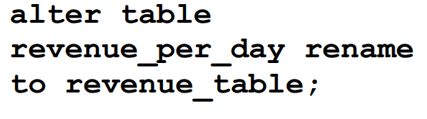 alter table
revenue_per_day rename
to revenue_table;